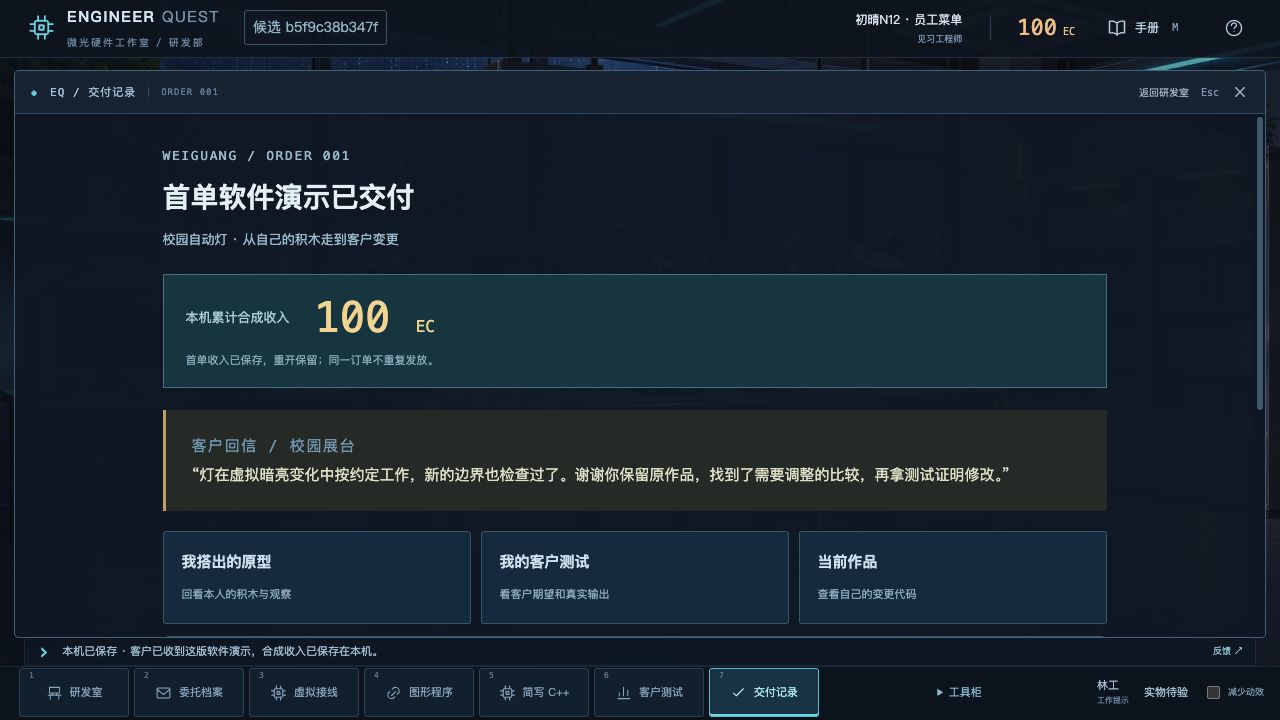 ENGINEER QUEST
微光硬件工作室 / 研发部
候选 b5f9c38b347f
初晴N12 · 员工菜单
见习工程师
100 EC
手册 M
EQ / 交付记录 | ORDER 001
返回研发室 Esc
WEIGUANG / ORDER 001
首单软件演示已交付
校园自动灯 · 从自己的积木走到客户变更
本机累计合成收入 100 EC
首单收入已保存，重开保留；同一订单不重复发放。
客户回信 / 校园展台
“灯在虚拟暗亮变化中按约定工作，新的边界也检查过了。谢谢你保留原作品，找到了需要调整的比较，再拿测试证明修改。”
我搭出的原型
回看本人的积木与观察
我的客户测试
看客户期望和真实输出
当前作品
查看自己的变更代码
本机已保存 · 客户已收到这版软件演示，合成收入已保存在本机。
反馈 ↗
1 研发室
2 委托档案
3 虚拟接线
4 图形程序
5 简写 C++
6 客户测试
7 交付记录
工具柜
林工
工作提示
实物待验
减少动效